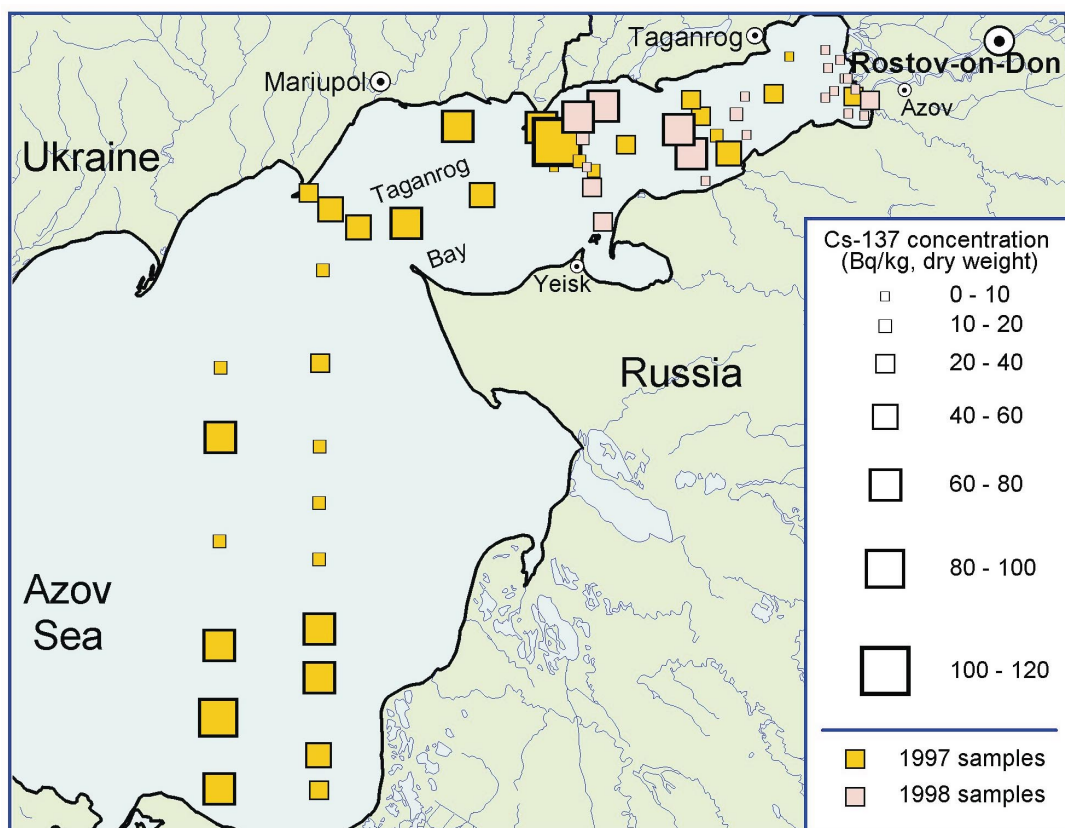 Taganrog
Rostov-on-Don
Mariupol
Azov
Ukraine
Taganrog
Bay
Yeisk
Russia
Azov
Sea
Cs-137 concentration
(Bq/kg, dry weight)
0 - 10
10 - 20
20 - 40
40 - 60
60 - 80
80 - 100
100 - 120
1997 samples
1998 samples